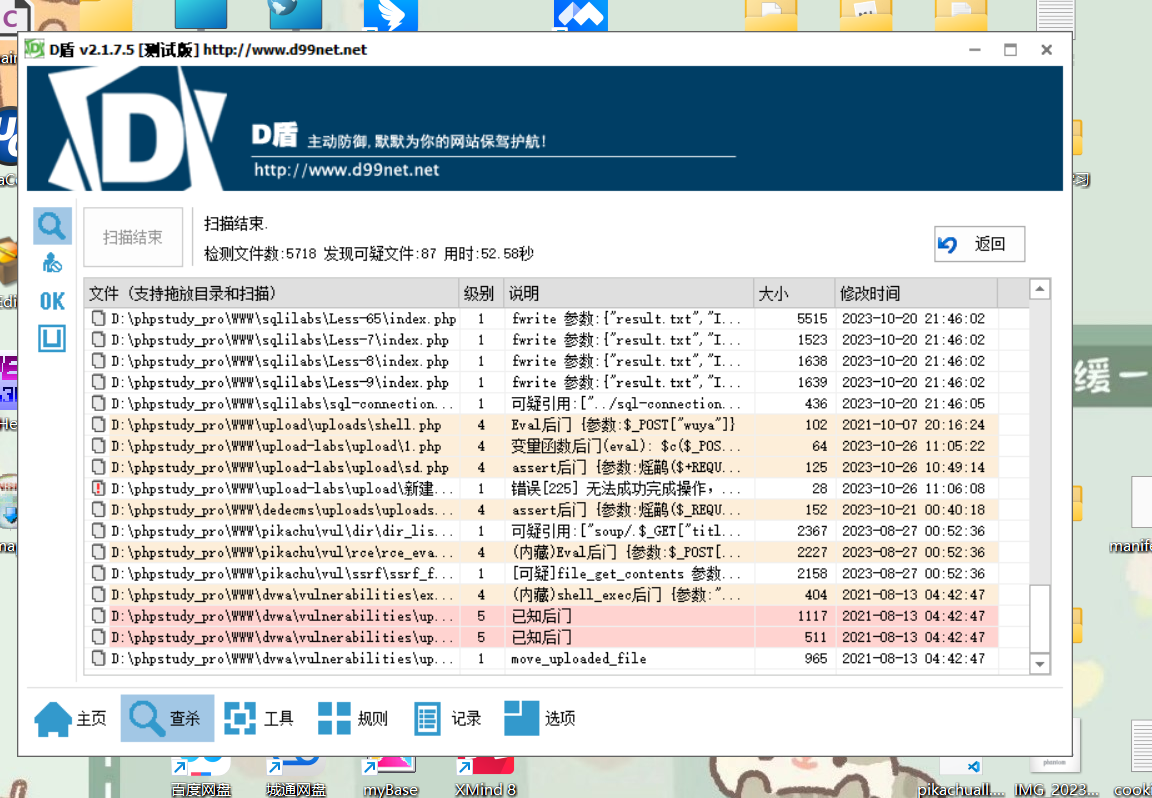 D盾 v2.1.7.5 [测试版] http://www.d99net.net
D盾 主动防御,默默为你的网站保驾护航!
http://www.d99net.net
扫描结束
扫描结束.
检测文件数:5718 发现可疑文件:87 用时:52.58秒
返回
OK
文件（支持拖放目录和扫描） 级别 说明 大小 修改时间
D:\phpstudy_pro\WWW\sqlilabs\Less-65\index.php 1 fwrite 参数:{"result.txt","I... 5515 2023-10-20 21:46:02
D:\phpstudy_pro\WWW\sqlilabs\Less-7\index.php 1 fwrite 参数:{"result.txt","I... 1523 2023-10-20 21:46:02
D:\phpstudy_pro\WWW\sqlilabs\Less-8\index.php 1 fwrite 参数:{"result.txt","I... 1638 2023-10-20 21:46:02
D:\phpstudy_pro\WWW\sqlilabs\Less-9\index.php 1 fwrite 参数:{"result.txt","I... 1639 2023-10-20 21:46:02
D:\phpstudy_pro\WWW\sqlilabs\sql-connection... 1 可疑引用:["../sql-connection... 436 2023-10-20 21:46:05
D:\phpstudy_pro\WWW\upload\uploads\shell.php 4 Eval后门 {参数:$_POST["wuya"]} 102 2021-10-07 20:16:24
D:\phpstudy_pro\WWW\upload-labs\upload\1.php 4 变量函数后门(eval): $c($_POS... 64 2023-10-26 11:05:22
D:\phpstudy_pro\WWW\upload-labs\upload\sd.php 4 assert后门 {参数:($+REQU... 125 2023-10-26 10:49:14
D:\phpstudy_pro\WWW\upload-labs\upload\新建... 1 错误[225] 无法成功完成操作，... 28 2023-10-26 11:06:08
D:\phpstudy_pro\WWW\dedecms\uploads\uploads... 4 assert后门 {参数:($_REQU... 152 2023-10-21 00:40:18
D:\phpstudy_pro\WWW\pikachu\vul\dir\dir_lis... 1 可疑引用:["soup/.$_GET["titl... 2367 2023-08-27 00:52:36
D:\phpstudy_pro\WWW\pikachu\vul\rce\rce_eva... 4 (内藏)Eval后门 {参数:$_POST[... 2227 2023-08-27 00:52:36
D:\phpstudy_pro\WWW\pikachu\vul\ssrf\ssrf_f... 1 [可疑]file_get_contents 参数... 2158 2023-08-27 00:52:36
D:\phpstudy_pro\WWW\dvwa\vulnerabilities\ex... 4 (内藏)shell_exec后门 {参数:"... 404 2021-08-13 04:42:47
D:\phpstudy_pro\WWW\dvwa\vulnerabilities\up... 5 已知后门 1117 2021-08-13 04:42:47
D:\phpstudy_pro\WWW\dvwa\vulnerabilities\up... 5 已知后门 511 2021-08-13 04:42:47
D:\phpstudy_pro\WWW\dvwa\vulnerabilities\up... 1 move_uploaded_file 965 2021-08-13 04:42:47
主页 查杀 工具 规则 记录 选项
缓一
manife
百度网盘 城通网盘 myBase XMind 8 pikachuall.... IMG_2023... cook